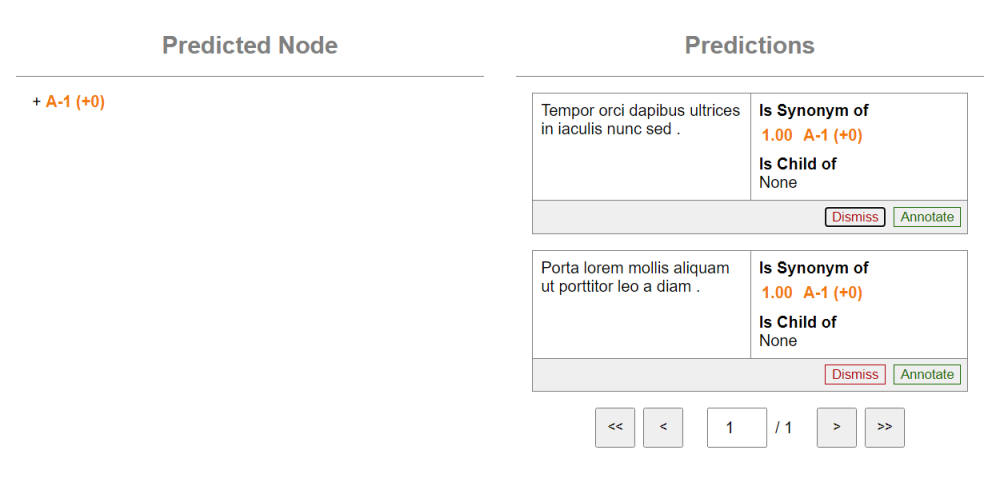 Predicted Node
+ A-1 (+0)
Predictions
Tempor orci dapibus ultrices
in iaculis nunc sed .
Is Synonym of
1.00 A-1 (+0)
Is Child of
None
Dismiss Annotate
Porta lorem mollis aliquam
ut porttitor leo a diam .
Is Synonym of
1.00 A-1 (+0)
Is Child of
None
Dismiss Annotate
<< < 1 / 1 > >>